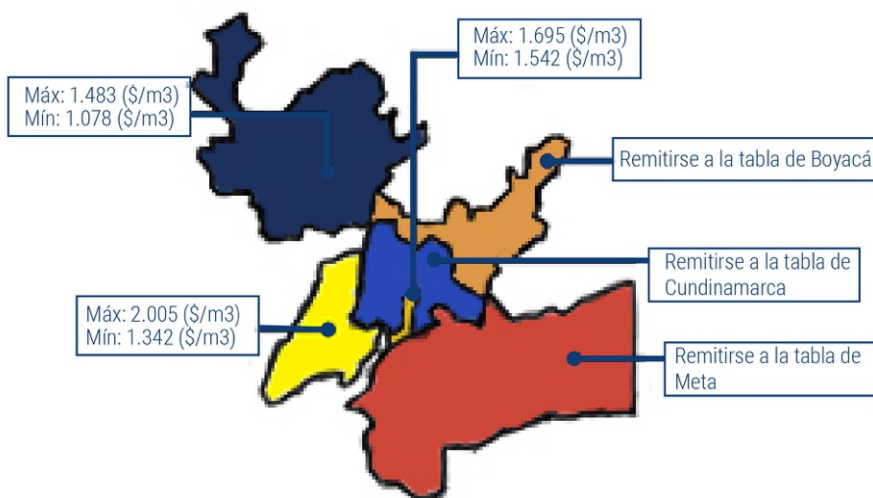 Máx: 1.695 ($/m3)
Mín: 1.542 ($/m3)
Máx: 1.483 ($/m3)
Mín: 1.078 ($/m3)
Remitirse a la tabla de Boyacá
Remitirse a la tabla de
Cundinamarca
Máx: 2.005 ($/m3)
Mín: 1.342 ($/m3)
Remitirse a la tabla de
Meta